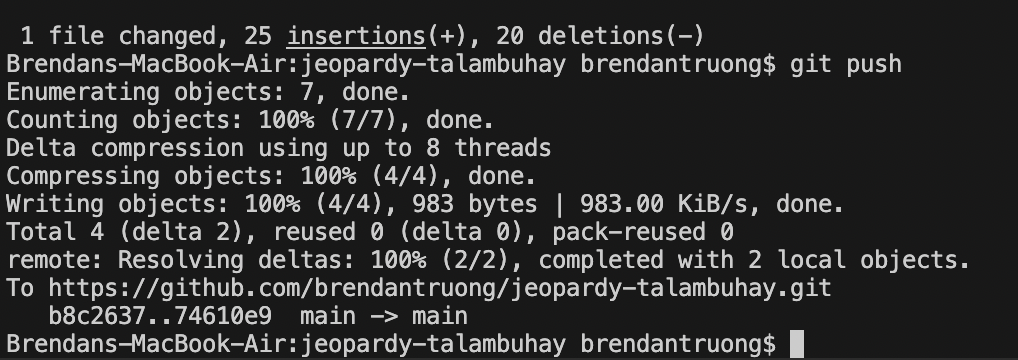 1 file changed, 25 insertions(+), 20 deletions(-)
Brendans-MacBook-Air:jeopardy-talambuhay brendantruong$ git push
Enumerating objects: 7, done.
Counting objects: 100% (7/7), done.
Delta compression using up to 8 threads
Compressing objects: 100% (4/4), done.
Writing objects: 100% (4/4), 983 bytes | 983.00 KiB/s, done.
Total 4 (delta 2), reused 0 (delta 0), pack-reused 0
remote: Resolving deltas: 100% (2/2), completed with 2 local objects.
To https://github.com/brendantruong/jeopardy-talambuhay.git
   b8c2637..74610e9  main -> main
Brendans-MacBook-Air:jeopardy-talambuhay brendantruong$